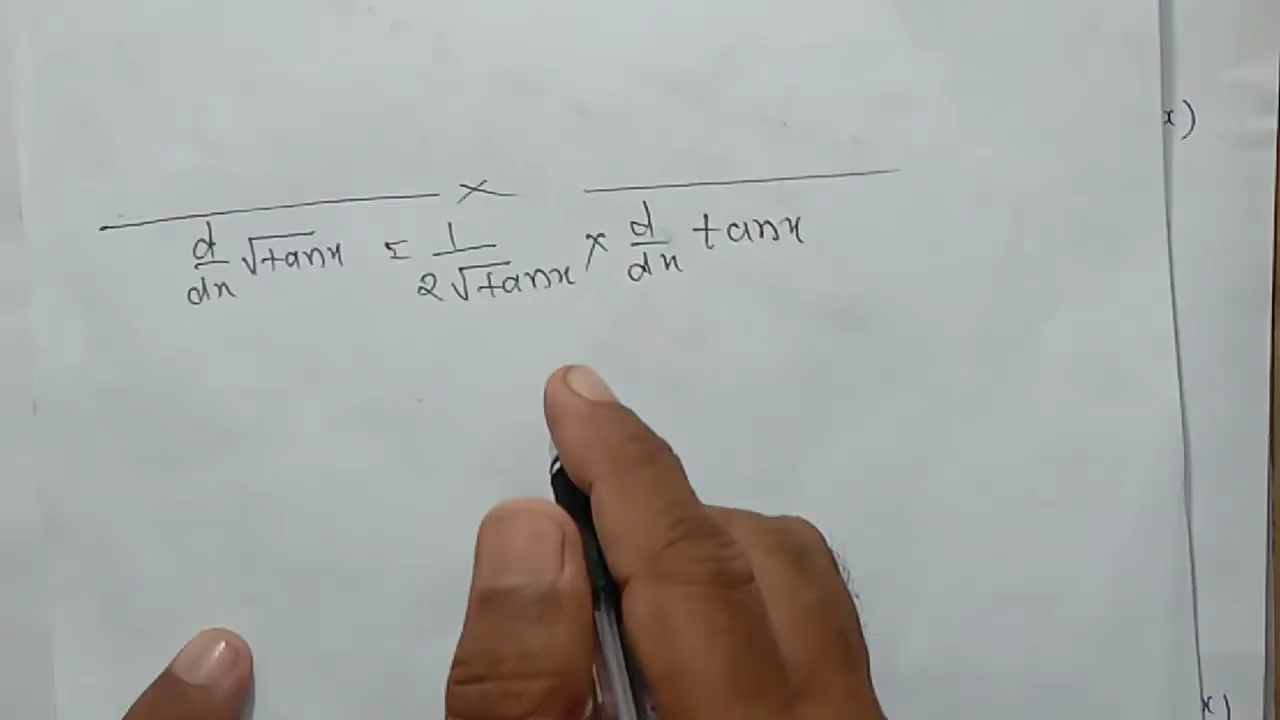 x)
d/dx √tanx = 1/2√tanx × d/dx tanx
x)